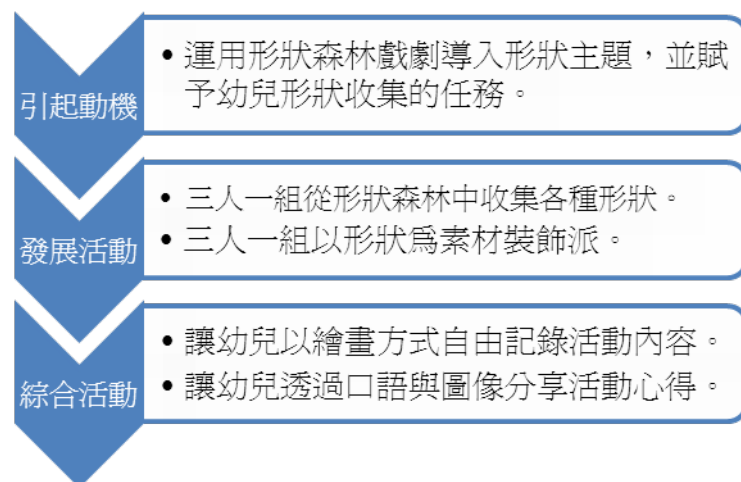 引起動機
• 運用形狀森林戲劇導入形狀主題，並賦
予幼兒形狀收集的任務。
發展活動
• 三人一組從形狀森林中收集各種形狀。
• 三人一組以形狀爲素材裝飾派。
綜合活動
• 讓幼兒以繪畫方式自由記錄活動內容。
• 讓幼兒透過口語與圖像分享活動心得。